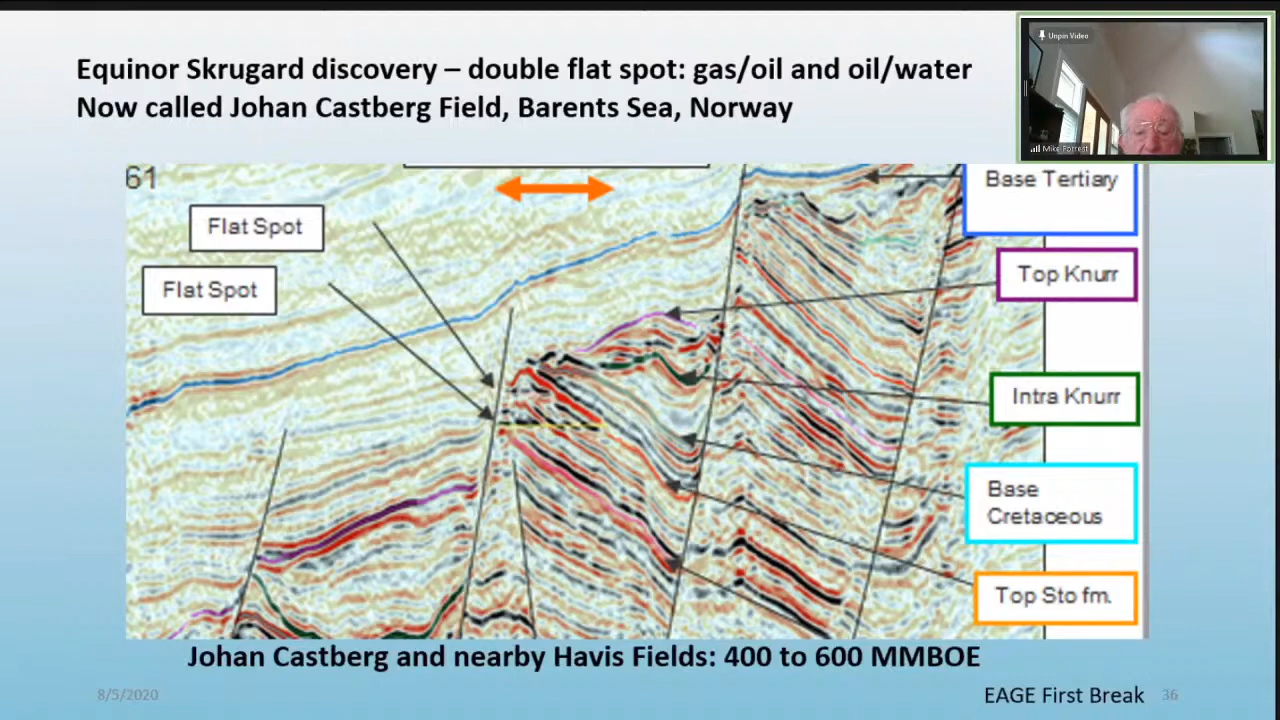 Equinor Skrugard discovery – double flat spot: gas/oil and oil/water
Now called Johan Castberg Field, Barents Sea, Norway
Unpin Video
Mike Forrest
61
Flat Spot
Flat Spot
Base Tertiary
Top Knurr
Intra Knurr
Base
Cretaceous
Top Sto fm.
Johan Castberg and nearby Havis Fields: 400 to 600 MMBOE
8/5/2020
EAGE First Break
36